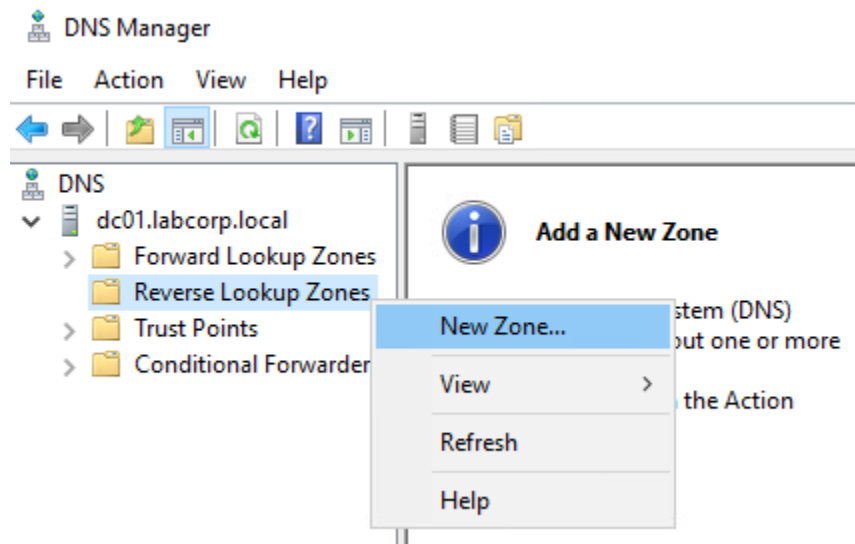 DNS Manager
File Action View Help
DNS
dc01.labcorp.local
Forward Lookup Zones
Reverse Lookup Zones
Trust Points
Conditional Forwarder
Add a New Zone
stem (DNS)
out one or more
the Action
New Zone...
View
Refresh
Help